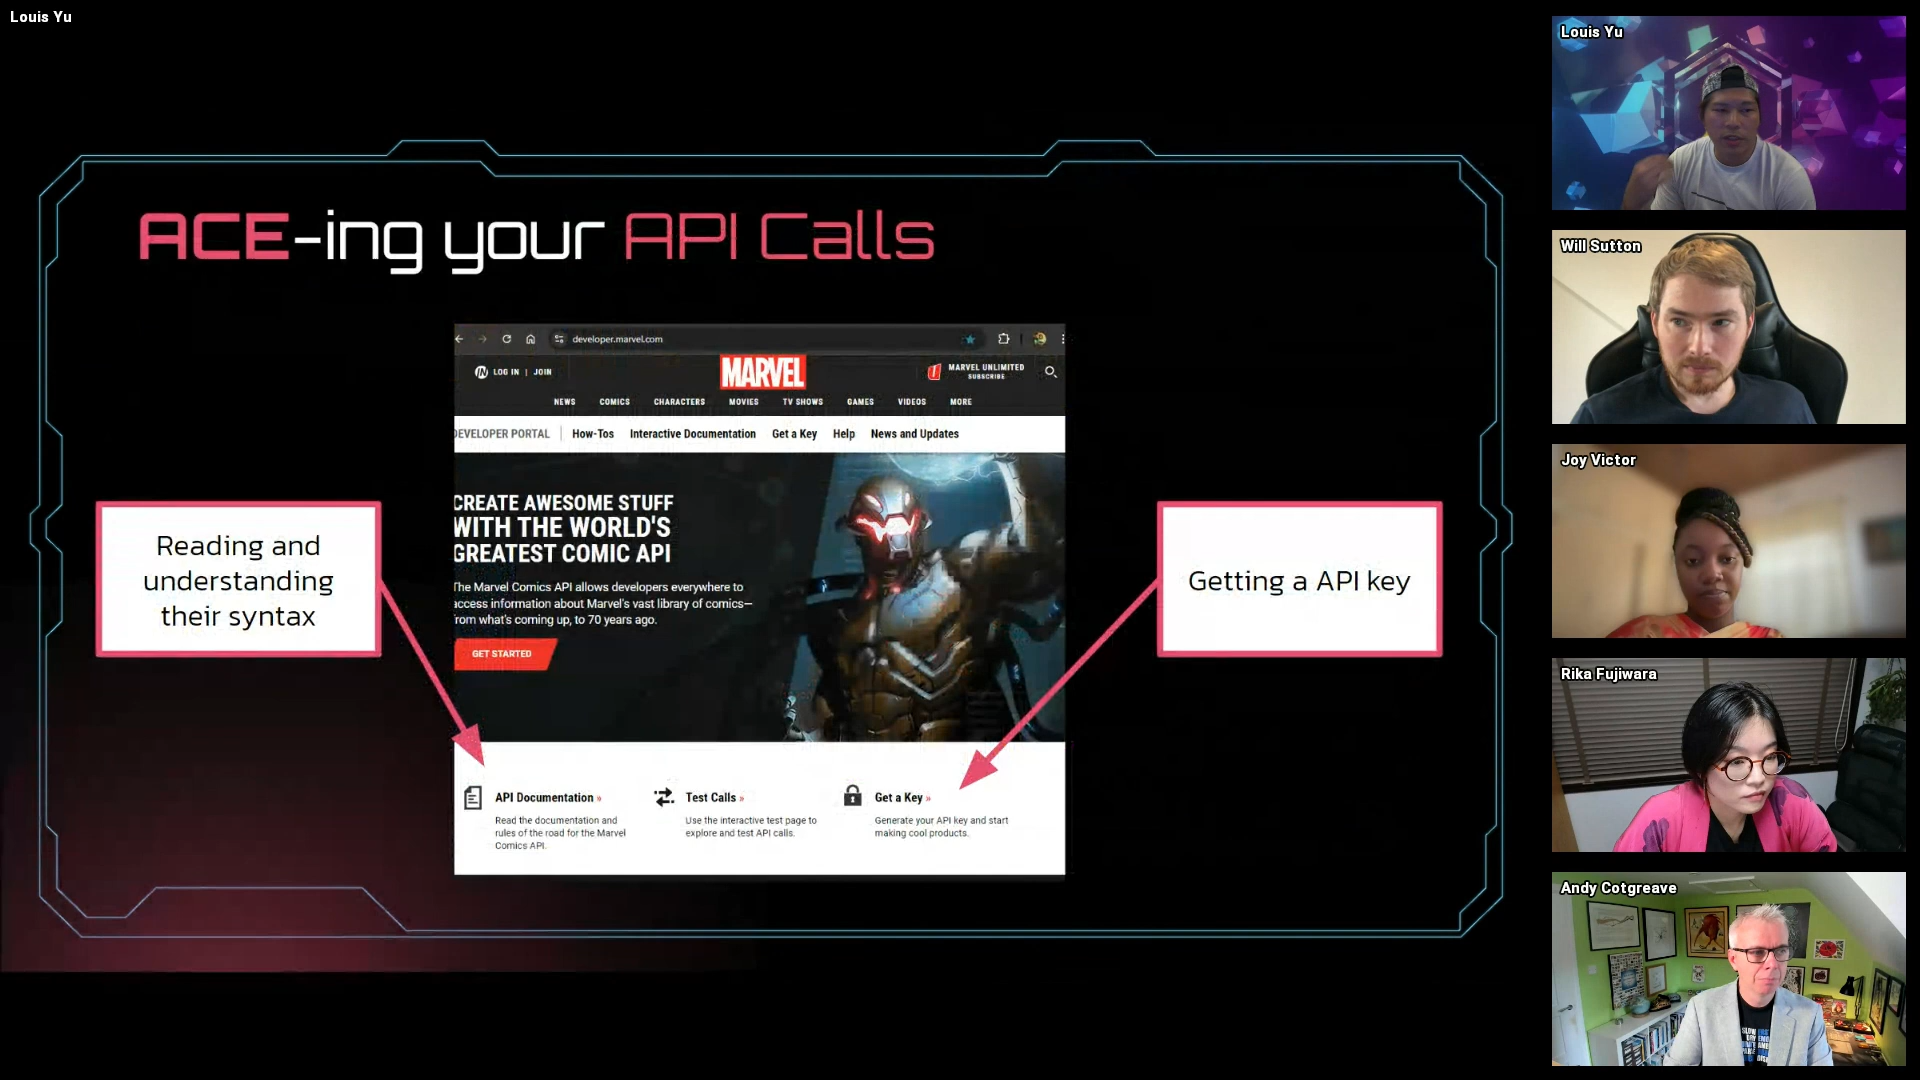 Louis Yu
ACE-ing your API Calls
developer.marvel.com
LOG IN | JOIN
MARVEL
MARVEL UNLIMITED
SUBSCRIBE
NEWS COMICS CHARACTERS MOVIES TV SHOWS GAMES VIDEOS MORE
DEVELOPER PORTAL How-Tos Interactive Documentation Get a Key Help News and Updates
CREATE AWESOME STUFF
WITH THE WORLD'S
GREATEST COMIC API
The Marvel Comics API allows developers everywhere to
access information about Marvel's vast library of comics—
from what's coming up, to 70 years ago.
GET STARTED
Reading and
understanding
their syntax
Getting a API key
API Documentation »
Read the documentation and
rules of the road for the Marvel
Comics API.
Test Calls »
Use the interactive test page to
explore and test API calls.
Get a Key »
Generate your API key and start
making cool products.
Louis Yu
Will Sutton
Joy Victor
Rika Fujiwara
Andy Cotgreave